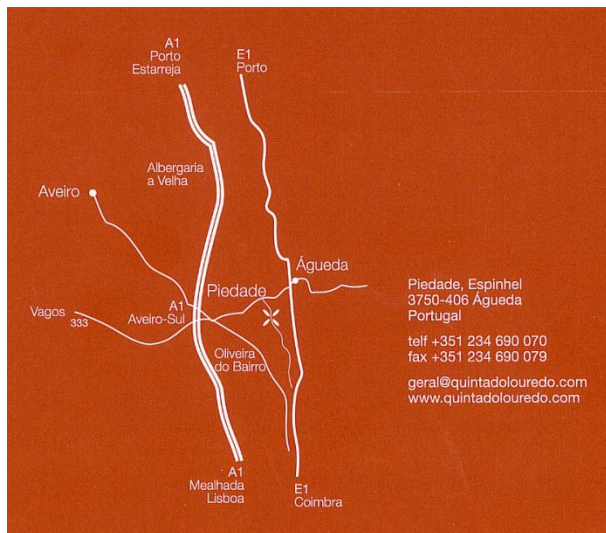 A1
Porto
Estarreja
E1
Porto
Albergaria
a Velha
Aveiro
Águeda
Piedade
A1
Aveiro-Sul
Vagos
333
Oliveira
do Bairro
A1
Mealhada
Lisboa
E1
Coimbra
Piedade, Espinhel
3750-406 Águeda
Portugal
telf +351 234 690 070
fax +351 234 690 079
geral@quintadolouredo.com
www.quintadolouredo.com